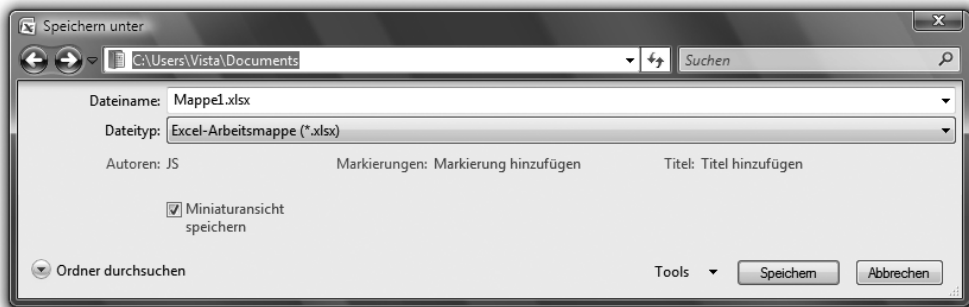 Speichern unter
C:\Users\Vista\Documents
Suchen
Dateiname: Mappe1.xlsx
Dateityp: Excel-Arbeitsmappe (*.xlsx)
Autoren: JS Markierungen: Markierung hinzufügen Titel: Titel hinzufügen
Miniaturansicht
speichern
Ordner durchsuchen Tools Speichern Abbrechen